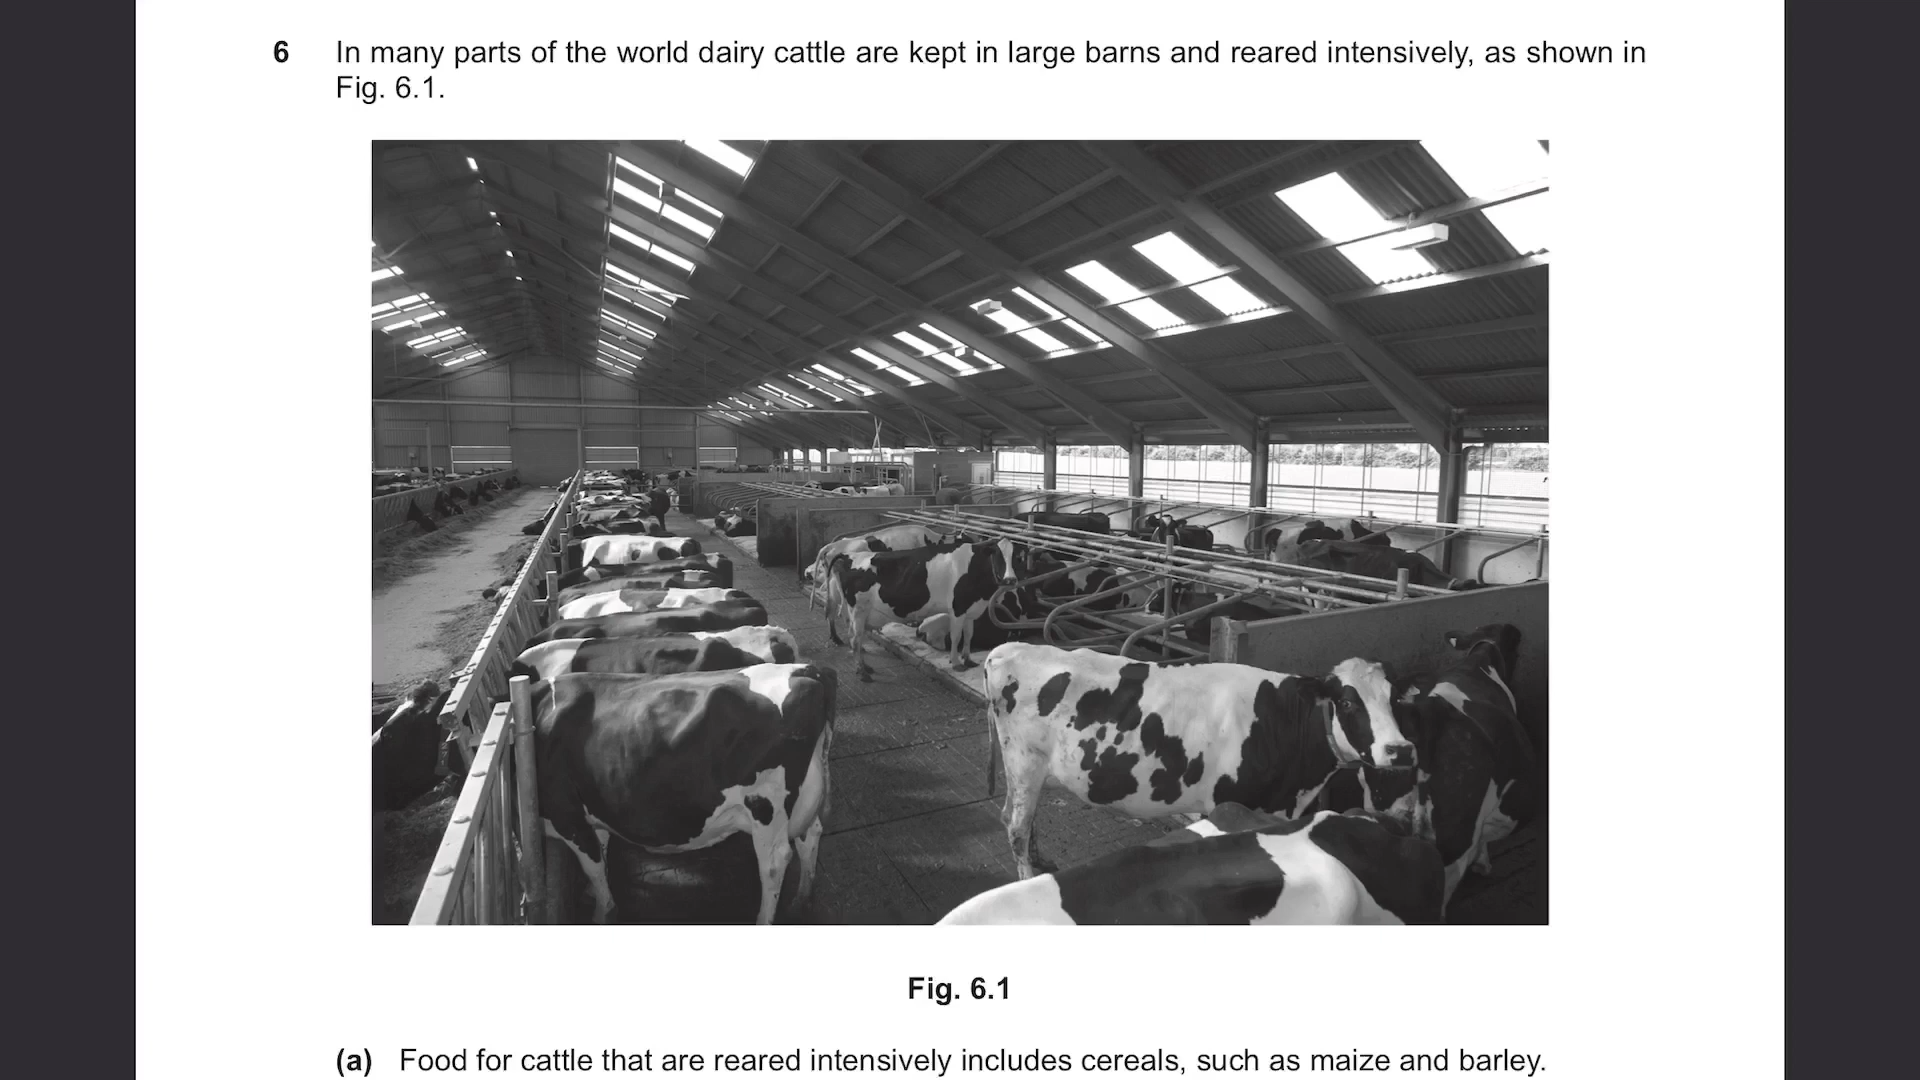 6 In many parts of the world dairy cattle are kept in large barns and reared intensively, as shown in
Fig. 6.1.
Fig. 6.1
(a) Food for cattle that are reared intensively includes cereals, such as maize and barley.